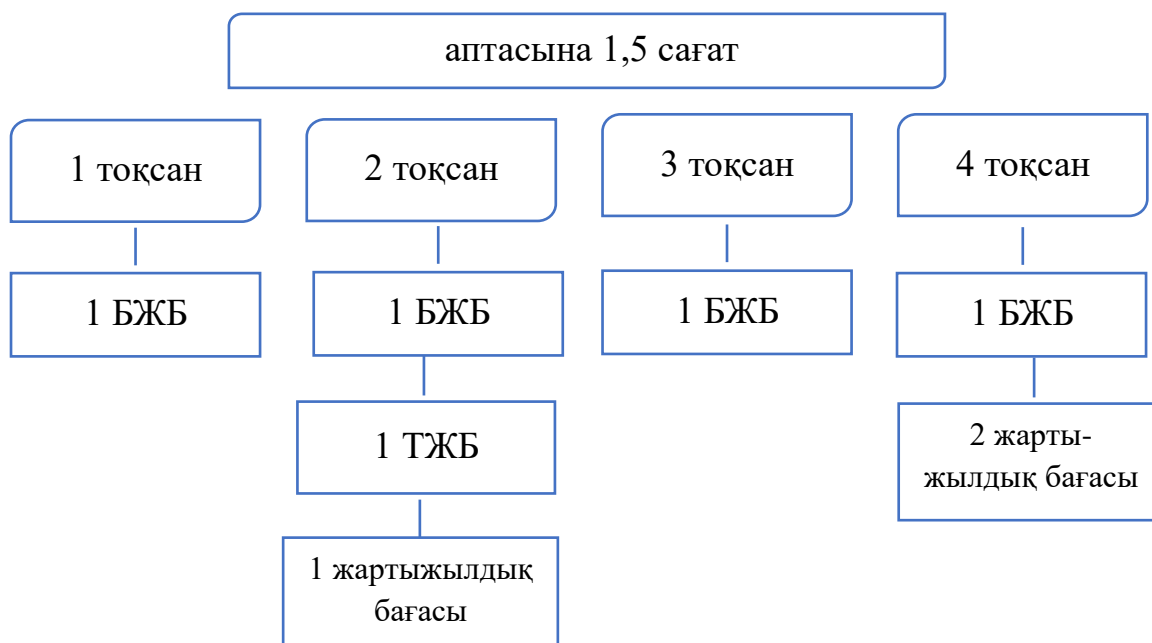 аптасына 1,5 сағат
1 тоқсан
2 тоқсан
3 тоқсан
4 тоқсан
1 БЖБ
1 БЖБ
1 БЖБ
1 БЖБ
1 ТЖБ
2 жарты-
жылдық бағасы
1 жартыжылдық
бағасы